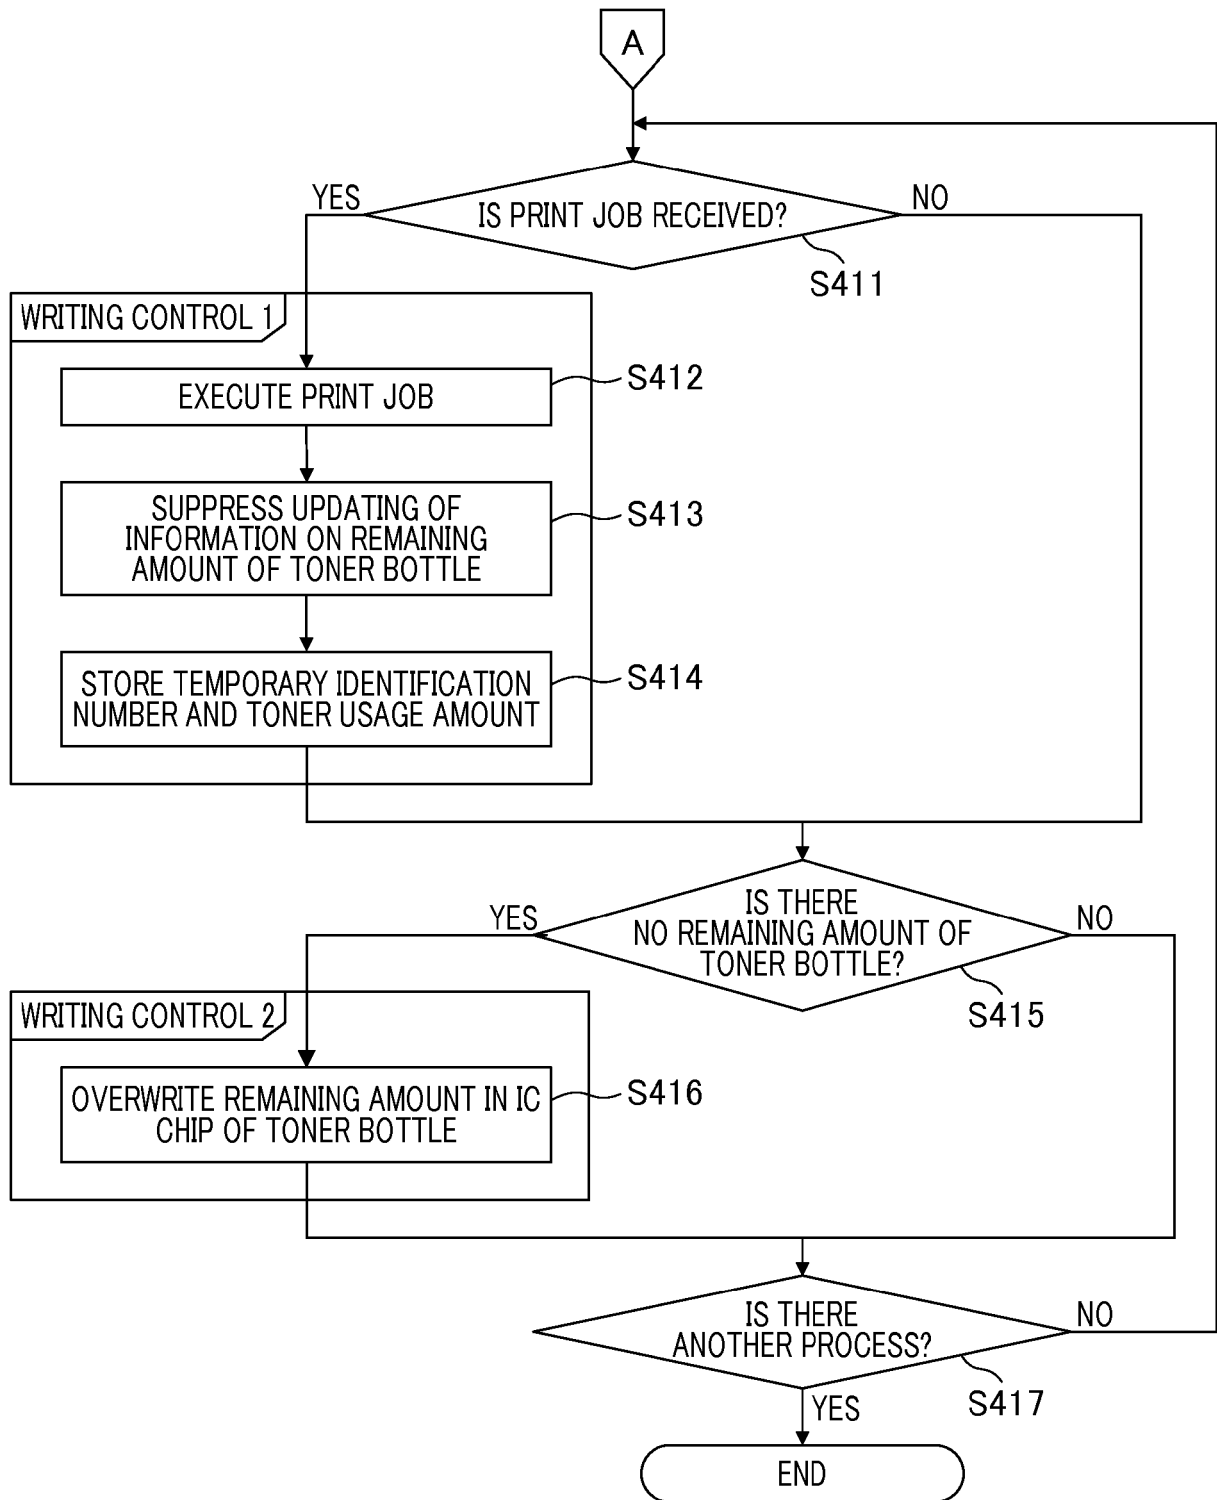 A
YES
IS PRINT JOB RECEIVED?
NO
S411
WRITING CONTROL 1
EXECUTE PRINT JOB
S412
SUPPRESS UPDATING OF
INFORMATION ON REMAINING
AMOUNT OF TONER BOTTLE
S413
STORE TEMPORARY IDENTIFICATION
NUMBER AND TONER USAGE AMOUNT
S414
YES
IS THERE
NO REMAINING AMOUNT OF
TONER BOTTLE?
NO
S415
WRITING CONTROL 2
OVERWRITE REMAINING AMOUNT IN IC
CHIP OF TONER BOTTLE
S416
IS THERE
ANOTHER PROCESS?
NO
S417
YES
END